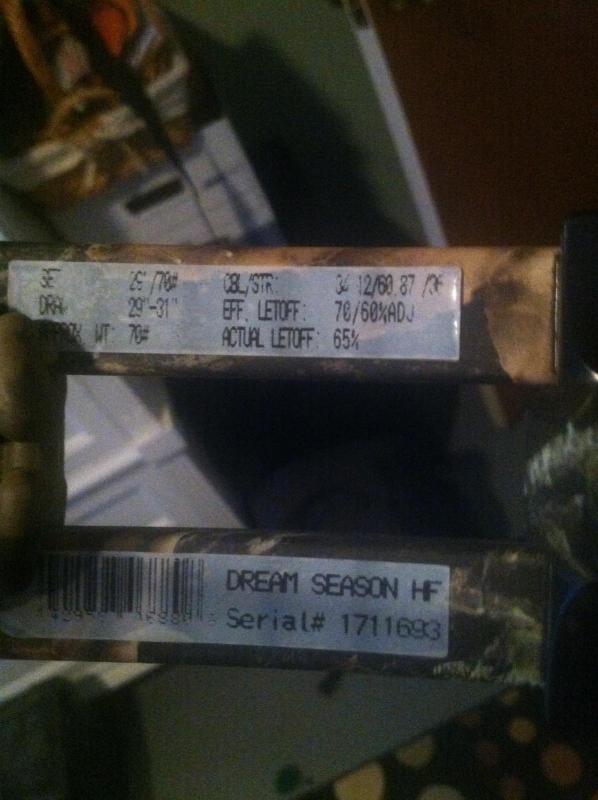 SET 29"/70# CBL/STR:
DRAW 29"-31" EFF. LETOFF: 70/60%ADJ
WT: 70# ACTUAL LETOFF: 65%
DREAM SEASON HF
Serial# 1711693